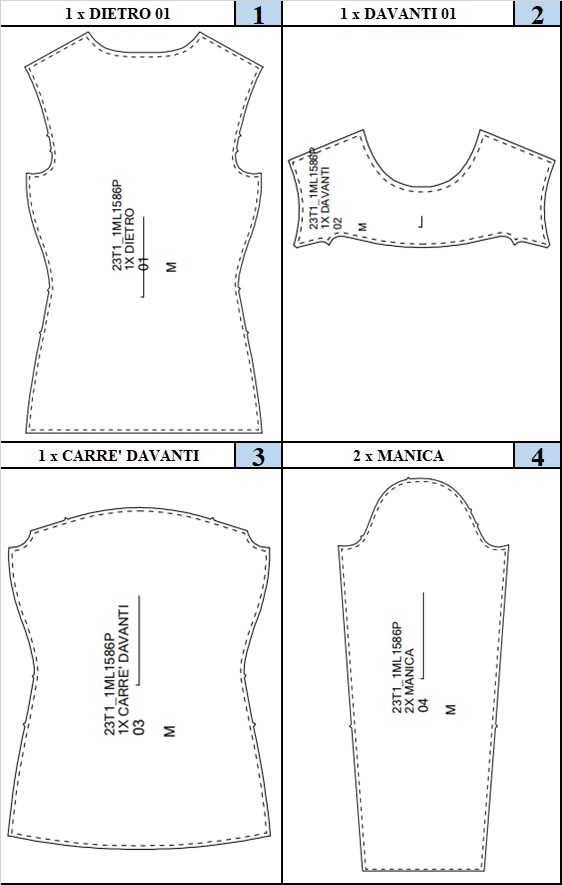 1 x DIETRO 01
1
1 x DAVANTI 01
2
23T1_1ML1586P
1X DIETRO
01
M
23T1_1ML1586P
1X DAVANTI
02
M
1 x CARRE' DAVANTI
3
2 x MANICA
4
23T1_1ML1586P
1X CARRE' DAVANTI
03
M
23T1_1ML1586P
2X MANICA
04
M